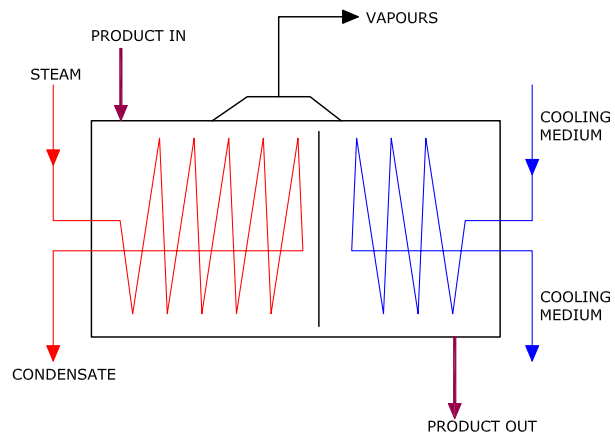 VAPOURS
PRODUCT IN
STEAM
COOLING
MEDIUM
COOLING
MEDIUM
CONDENSATE
PRODUCT OUT